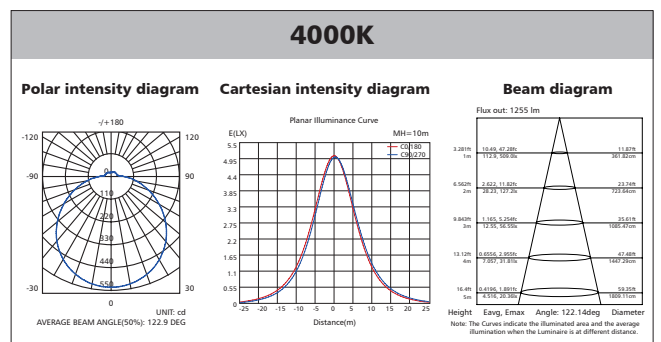 4000K
Polar intensity diagram
Cartesian intensity diagram
Beam diagram
-/+180
-120
120
-90
90
0
110
220
330
440
550
-30
30
0
UNIT: cd
AVERAGE BEAM ANGLE(50%): 122.9 DEG
Planar Illuminance Curve
E(LX)
MH=10m
C0/180
C90/270
5.5
4.95
4.4
3.85
3.3
2.75
2.2
1.65
1.1
0.55
0
-25 -20 -15 -10 -5 0 5 10 15 20 25
Distance(m)
Flux out: 1255 lm
3.281ft 10.49, 47.28fc 11.87ft
1m 112.9, 509.0lx 361.82cm
6.562ft 2.622, 11.82fc 23.74ft
2m 28.23, 127.2lx 723.64cm
9.842ft 1.165, 5.254fc 35.61ft
3m 12.55, 56.55lx 1085.47cm
13.12ft 0.6556, 2.955fc 47.48ft
4m 7.057, 31.81lx 1447.29cm
16.4ft 0.4196, 1.891fc 59.35ft
5m 4.516, 20.36lx 1809.11cm
Height Eavg, Emax Angle: 122.14deg Diameter
Note: The Curves indicate the illuminated area and the average
illumination when the Luminaire is at different distance.